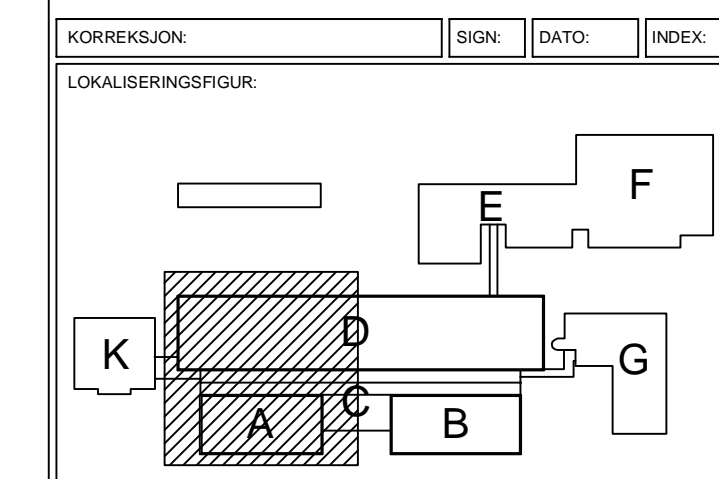 KORREKSJON: SIGN: DATO: INDEX:
LOKALISERINGSFIGUR:
F
E
D
K
G
C
A
B